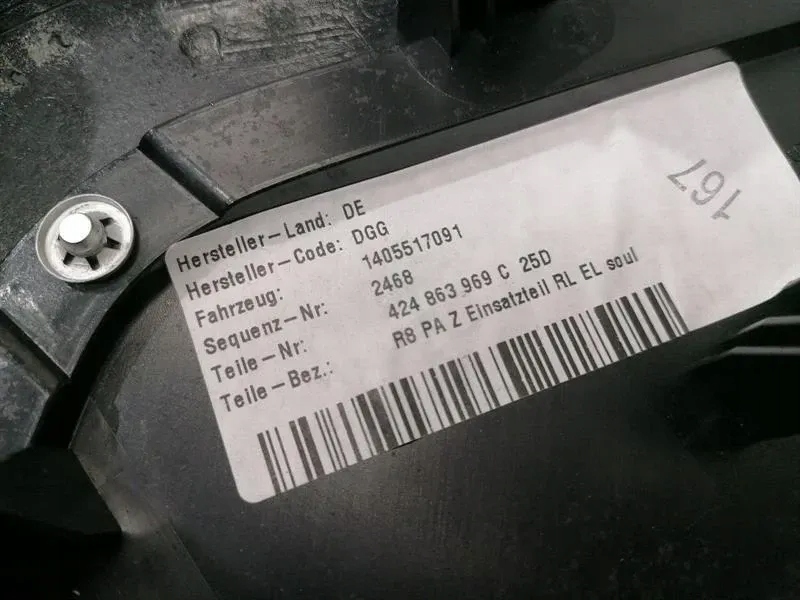 Hersteller-Land: DE
Hersteller-Code: DGG
Fahrzeug: 1405517091
Sequenz-Nr: 2468
Teile-Nr: 424 863 969 C 25D
Teile-Bez.: R8 PA Z Einsatzteil RL EL soul
167